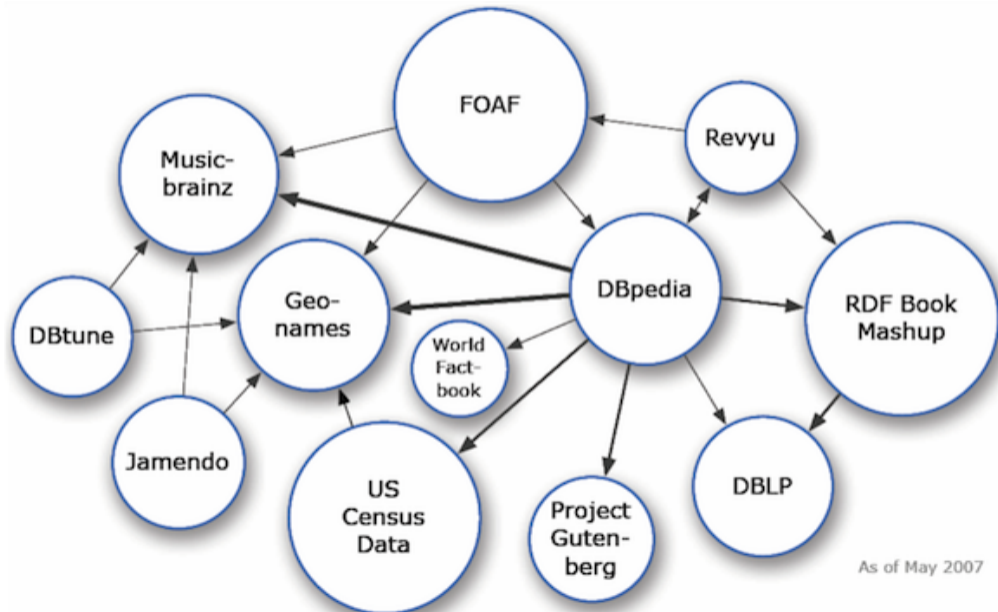 FOAF
Revyu
Music-
brainz
DBpedia
Geo-
names
RDF Book
Mashup
DBtune
World
Fact-
book
Jamendo
US
Census
Data
Project
Guten-
berg
DBLP
As of May 2007